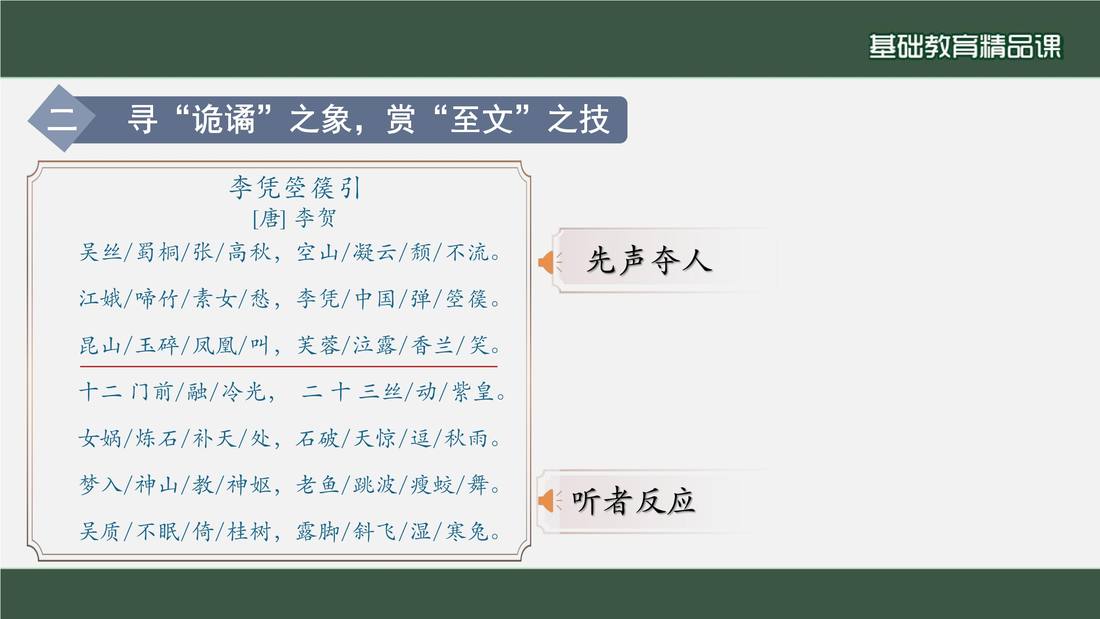 基础教育精品课
二 寻“诡谲”之象，赏“至文”之技
李凭箜篌引
[唐] 李贺
吴丝/蜀桐/张/高秋，空山/凝云/颓/不流。
江娥/啼竹/素女/愁，李凭/中国/弹/箜篌。
昆山/玉碎/凤凰/叫，芙蓉/泣露/香兰/笑。
十二 门前/融/冷光， 二 十 三丝/动/紫皇。
女娲/炼石/补天/处，石破/天惊/逗/秋雨。
梦入/神山/教/神妪，老鱼/跳波/瘦蛟/舞。
吴质/不眠/倚/桂树，露脚/斜飞/湿/寒兔。
先声夺人
听者反应